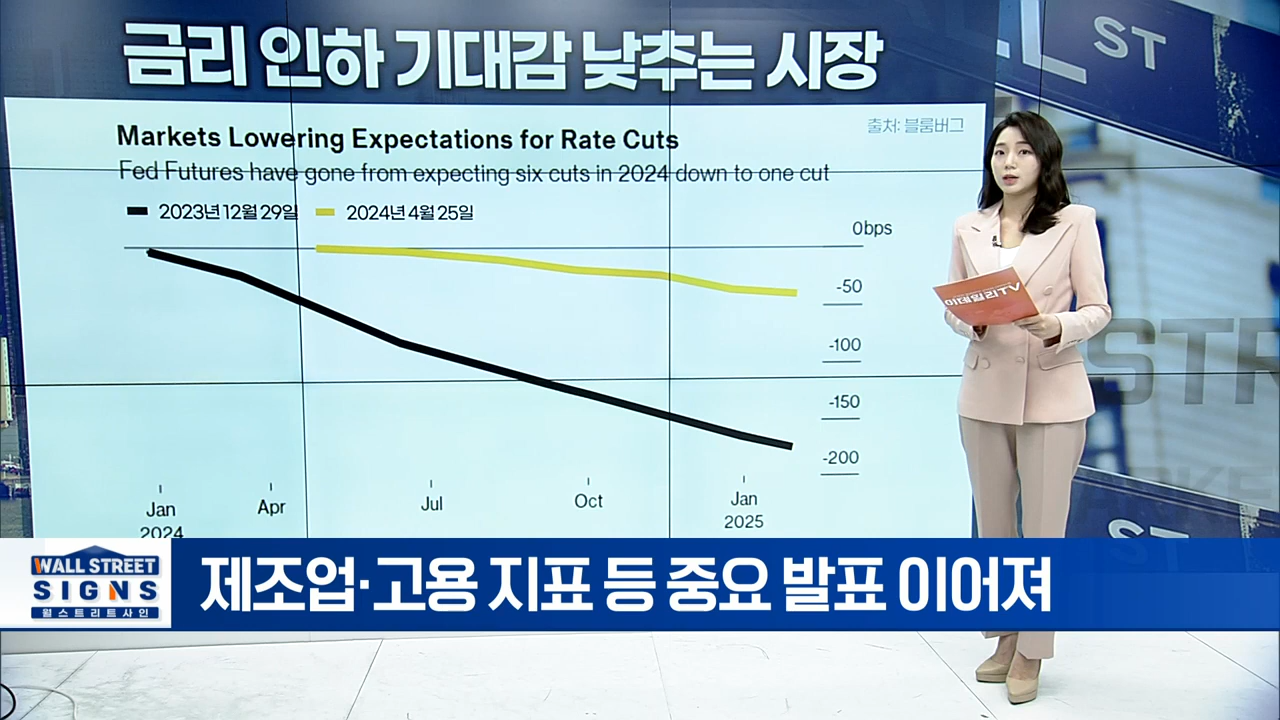 금리 인하 기대감 낮추는 시장
ST
출처: 블룸버그
Markets Lowering Expectations for Rate Cuts
Fed Futures have gone from expecting six cuts in 2024 down to one cut
2023년 12월 29일
2024년 4월 25일
0bps
-50
-100
-150
-200
Jan
2024
Apr
Jul
Oct
Jan
2025
이데일리TV
STR
ST
WALL STREET
SIGNS
월스트리트사인
제조업·고용 지표 등 중요 발표 이어져